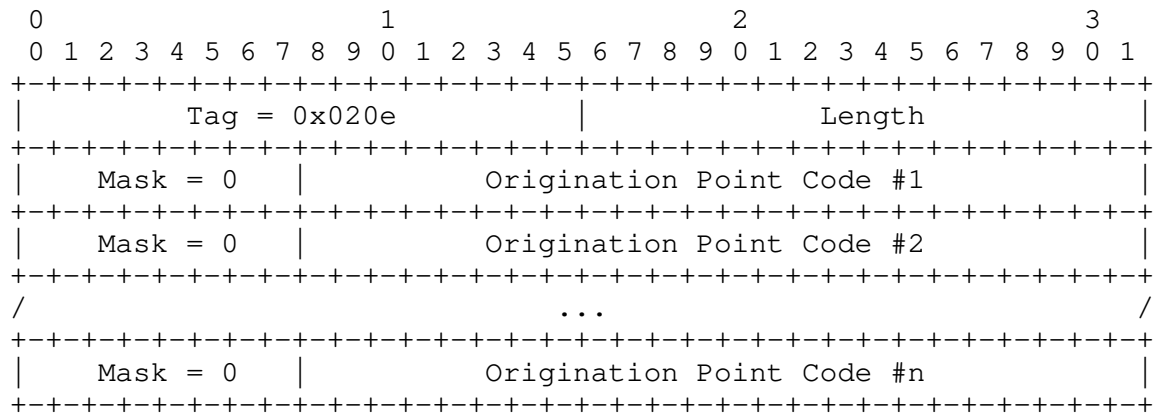 0                   1                   2                   3
 0 1 2 3 4 5 6 7 8 9 0 1 2 3 4 5 6 7 8 9 0 1 2 3 4 5 6 7 8 9 0 1
+-+-+-+-+-+-+-+-+-+-+-+-+-+-+-+-+-+-+-+-+-+-+-+-+-+-+-+-+-+-+-+-+
|         Tag = 0x020e          |             Length            |
+-+-+-+-+-+-+-+-+-+-+-+-+-+-+-+-+-+-+-+-+-+-+-+-+-+-+-+-+-+-+-+-+
|    Mask = 0   |          Origination Point Code #1            |
+-+-+-+-+-+-+-+-+-+-+-+-+-+-+-+-+-+-+-+-+-+-+-+-+-+-+-+-+-+-+-+-+
|    Mask = 0   |          Origination Point Code #2            |
+-+-+-+-+-+-+-+-+-+-+-+-+-+-+-+-+-+-+-+-+-+-+-+-+-+-+-+-+-+-+-+-+
/                              ...                              /
+-+-+-+-+-+-+-+-+-+-+-+-+-+-+-+-+-+-+-+-+-+-+-+-+-+-+-+-+-+-+-+-+
|    Mask = 0   |          Origination Point Code #n            |
+-+-+-+-+-+-+-+-+-+-+-+-+-+-+-+-+-+-+-+-+-+-+-+-+-+-+-+-+-+-+-+-+